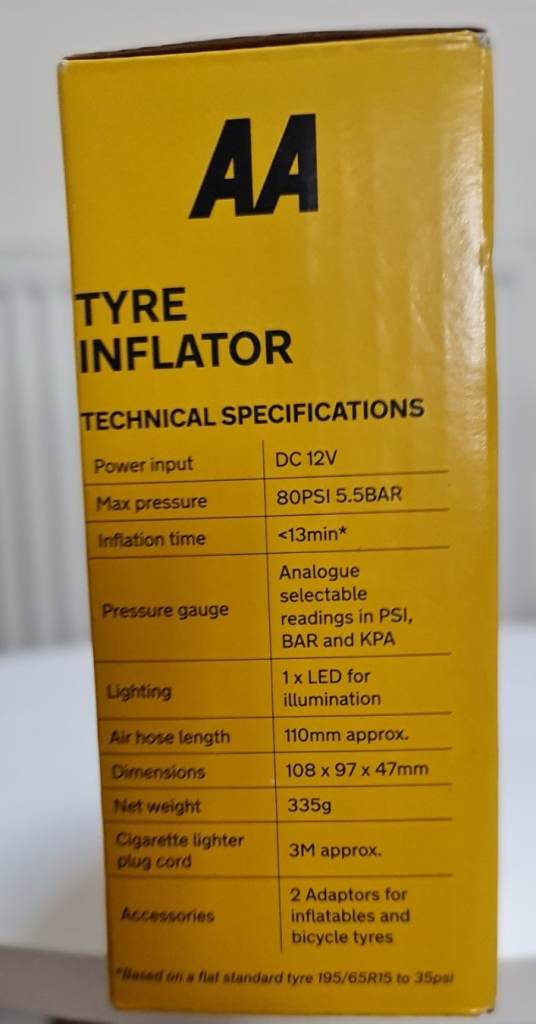 AA
TYRE
INFLATOR
TECHNICAL SPECIFICATIONS
Power input DC 12V
Max pressure 80PSI 5.5BAR
Inflation time <13min*
Pressure gauge Analogue
selectable
readings in PSI,
BAR and KPA
Lighting 1 x LED for
illumination
Air hose length 110mm approx.
Dimensions 108 x 97 x 47mm
Net weight 335g
Cigarette lighter
plug cord 3M approx.
Accessories 2 Adaptors for
inflatables and
bicycle tyres
*Based on a flat standard tyre 195/65R15 to 35psi